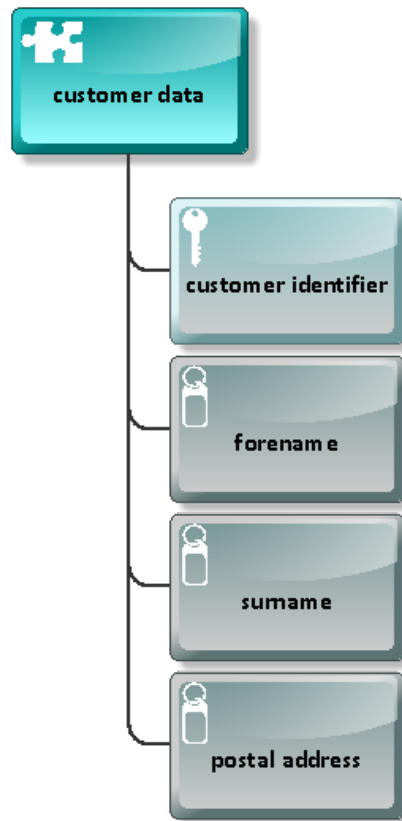 customer data
customer identifier
forename
surname
postal address